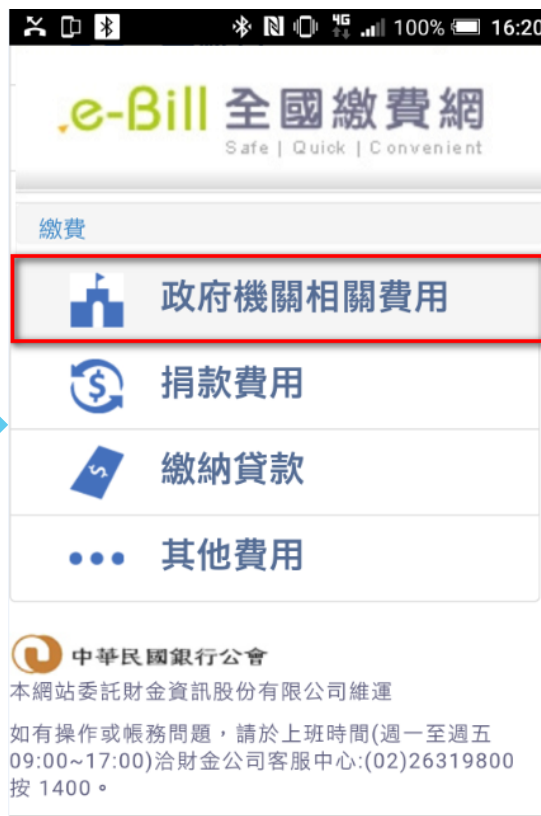 4G 100% 16:20
e-Bill 全國繳費網
Safe | Quick | Convenient
繳費
政府機關相關費用
捐款費用
繳納貸款
其他費用
中華民國銀行公會
本網站委託財金資訊股份有限公司維運
如有操作或帳務問題，請於上班時間(週一至週五
09:00~17:00)洽財金公司客服中心:(02)26319800
按 1400。